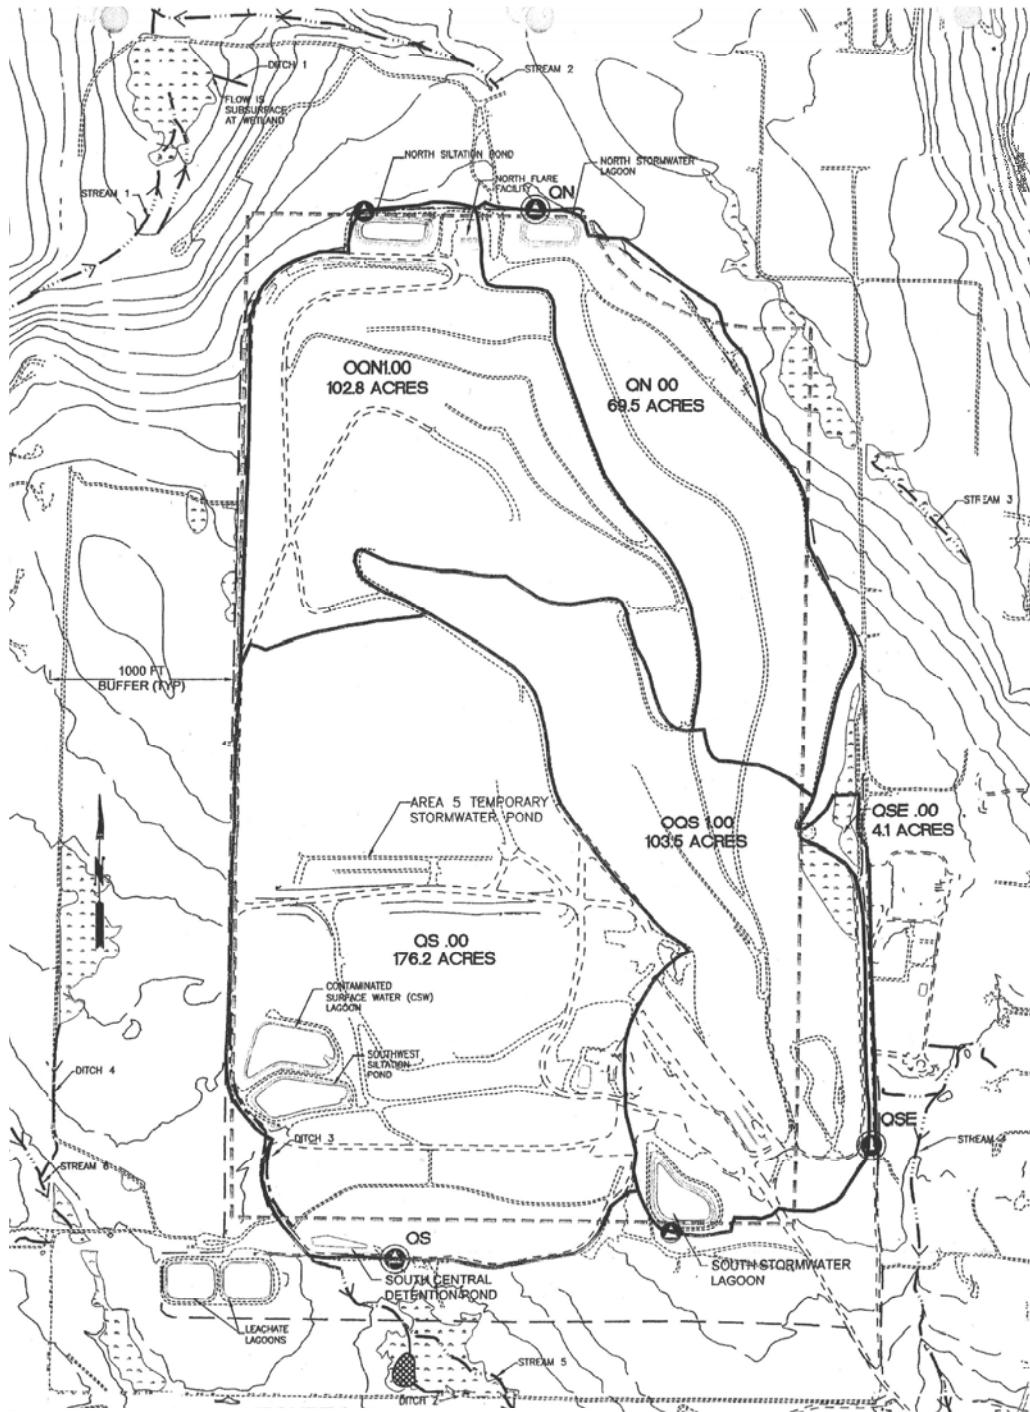 STREAM 2
DITCH 1
FLOW IS
SUBSURFACE
AT WETLAND
NORTH SILTATION POND
NORTH STORMWATER
LAGOON
NORTH FLARE
FACILITY
QN
STREAM 1
OQN1.00
102.8 ACRES
QN 00
69.5 ACRES
STREAM 3
1000 FT
BUFFER (TYP)
AREA 5 TEMPORARY
STORMWATER POND
OQS 1.00
103.5 ACRES
QSE .00
4.1 ACRES
N
QS .00
176.2 ACRES
CONTAMINATED
SURFACE WATER (CSW)
LAGOON
SOUTHWEST
SILTATION
POND
DITCH 4
QSE
DITCH 3
STREAM 4
STREAM 6
QS
SOUTH CENTRAL
DETENTION POND
SOUTH STORMWATER
LAGOON
LEACHATE
LAGOONS
STREAM 5
DITCH 2